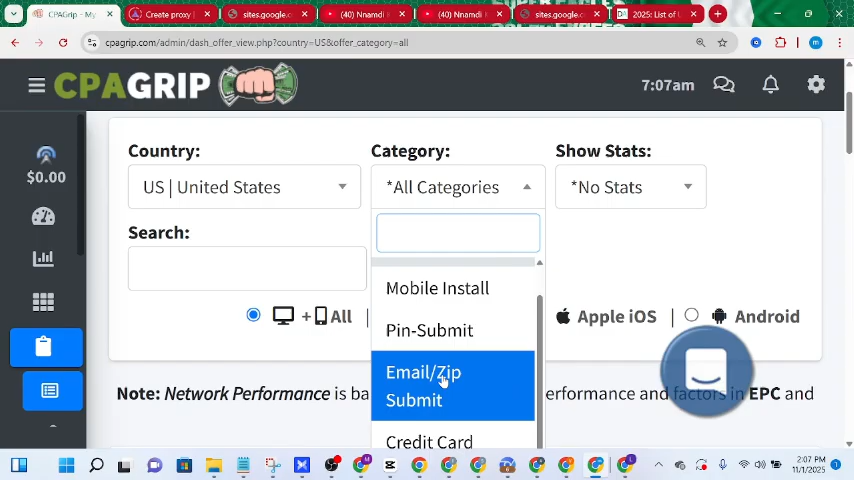 CPAGrip - My
Create proxy |
sites.google.c
(40) Nnamdi
(40) Nnamdi
sites.google.c
2025: List of U
cpagrip.com/admin/dash_offer_view.php?country=US&offer_category=all
CPAGRIP
7:07am
$0.00
Country:
Category:
Show Stats:
US | United States
*All Categories
*No Stats
Search:
Mobile Install
Pin-Submit
Email/Zip
Submit
Credit Card
+ All |
Apple iOS |
Android
Note: Network Performance is ba
erformance and factors in EPC and
2:07 PM
11/1/2025